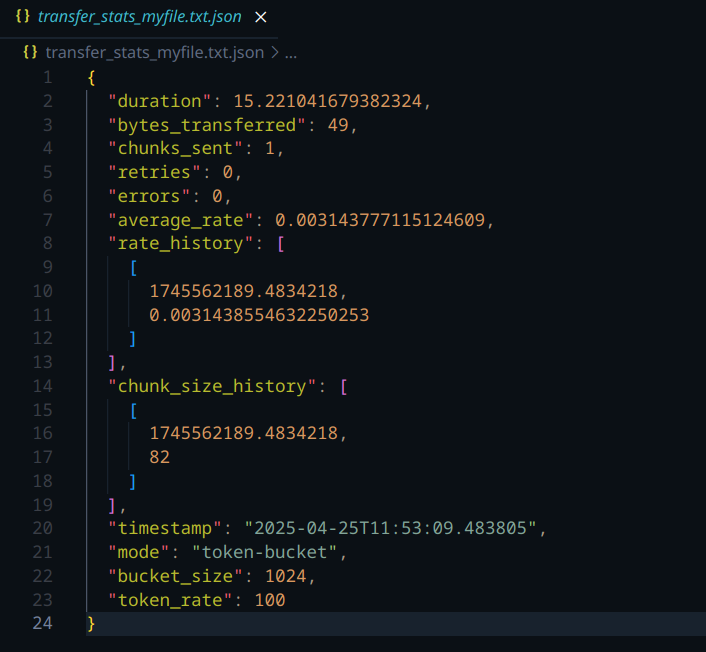 {} transfer_stats_myfile.txt.json ×
{} transfer_stats_myfile.txt.json > ...
1 {
2 "duration": 15.221041679382324,
3 "bytes_transferred": 49,
4 "chunks_sent": 1,
5 "retries": 0,
6 "errors": 0,
7 "average_rate": 0.003143777115124609,
8 "rate_history": [
9 [
10 1745562189.4834218,
11 0.0031438554632250253
12 ]
13 ],
14 "chunk_size_history": [
15 [
16 1745562189.4834218,
17 82
18 ]
19 ],
20 "timestamp": "2025-04-25T11:53:09.483805",
21 "mode": "token-bucket",
22 "bucket_size": 1024,
23 "token_rate": 100
24 }